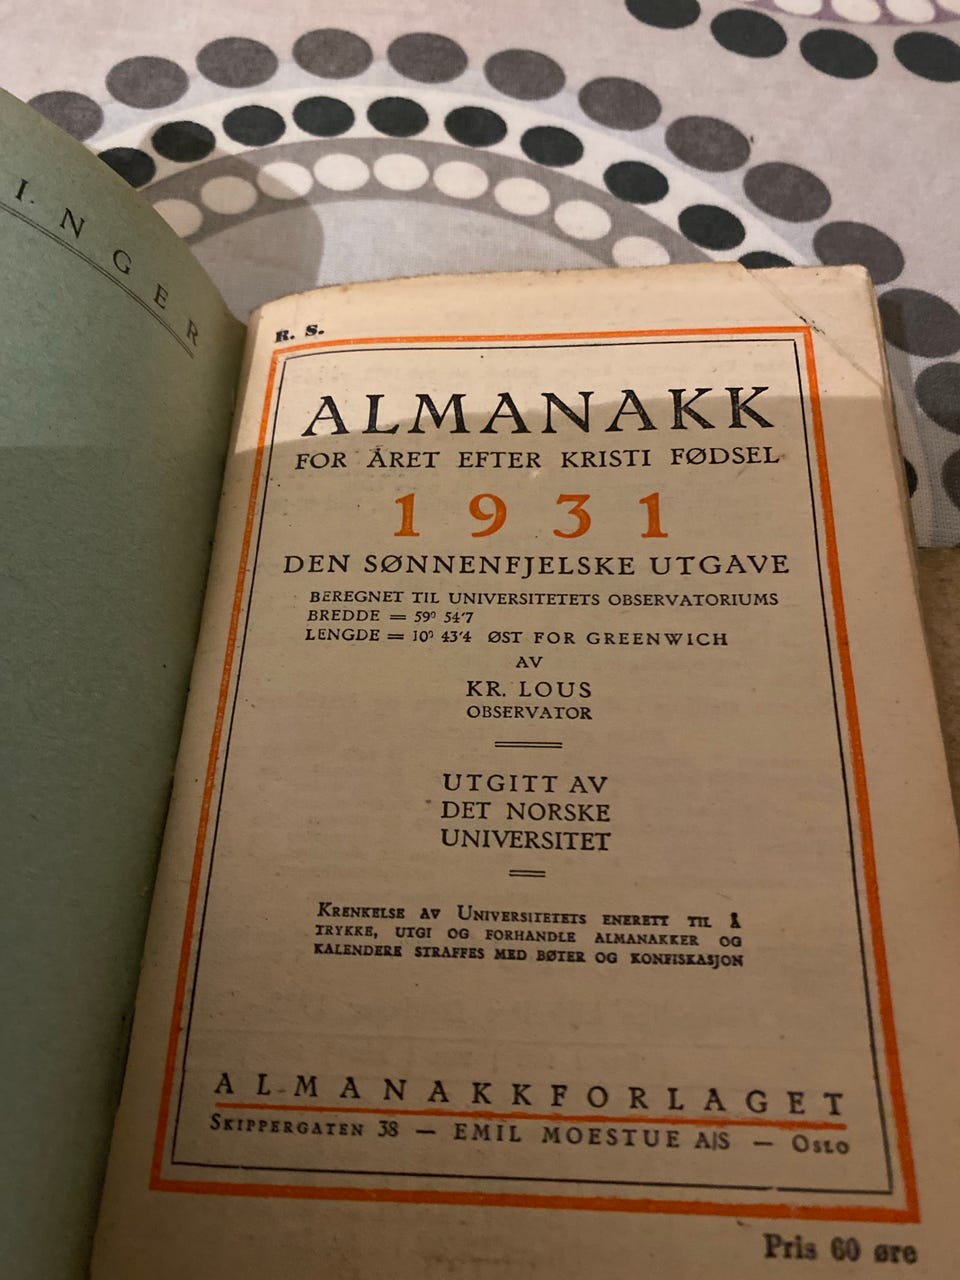 INGER
R. S.
ALMANAKK
FOR ÅRET EFTER KRISTI FØDSEL
1931
DEN SØNNENFJELSKE UTGAVE
BEREGNET TIL UNIVERSITETETS OBSERVATORIUMS
BREDDE = 59° 54'7
LENGDE = 10° 43'4 ØST FOR GREENWICH
AV
KR. LOUS
OBSERVATOR
UTGITT AV
DET NORSKE
UNIVERSITET
KRENKELSE AV UNIVERSITETETS ENERETT TIL Å
TRYKKE, UTGI OG FORHANDLE ALMANAKKER OG
KALENDERE STRAFFES MED BØTER OG KONFISKASJON
ALMANAKKFORLAGET
SKIPPERGATEN 38 — EMIL MOESTUE A/S — OSLO
Pris 60 øre